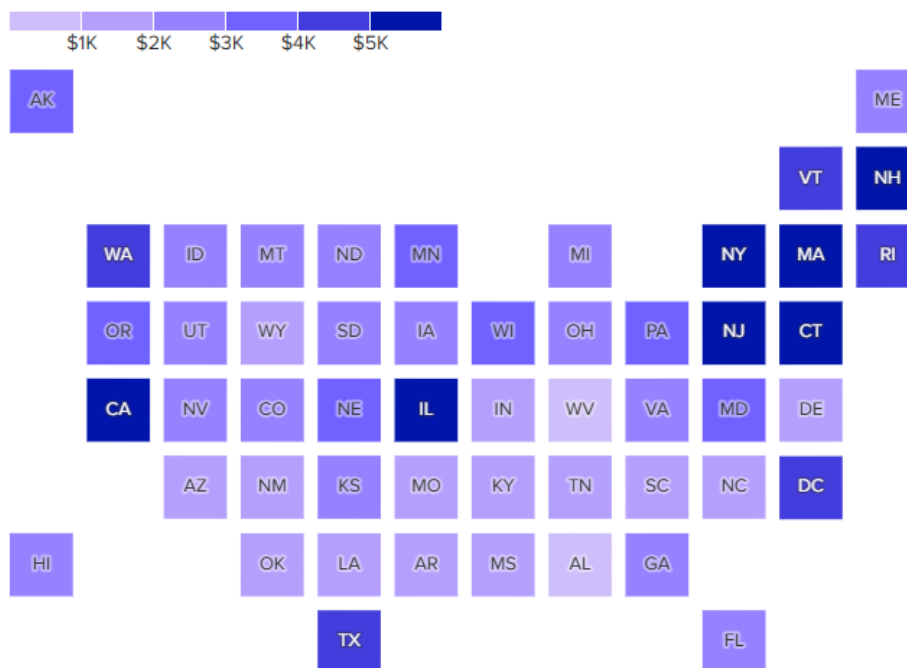 $1K $2K $3K $4K $5K
AK ME
VT NH
WA ID MT ND MN MI NY MA RI
OR UT WY SD IA WI OH PA NJ CT
CA NV CO NE IL IN WV VA MD DE
AZ NM KS MO KY TN SC NC DC
HI OK LA AR MS AL GA
TX FL